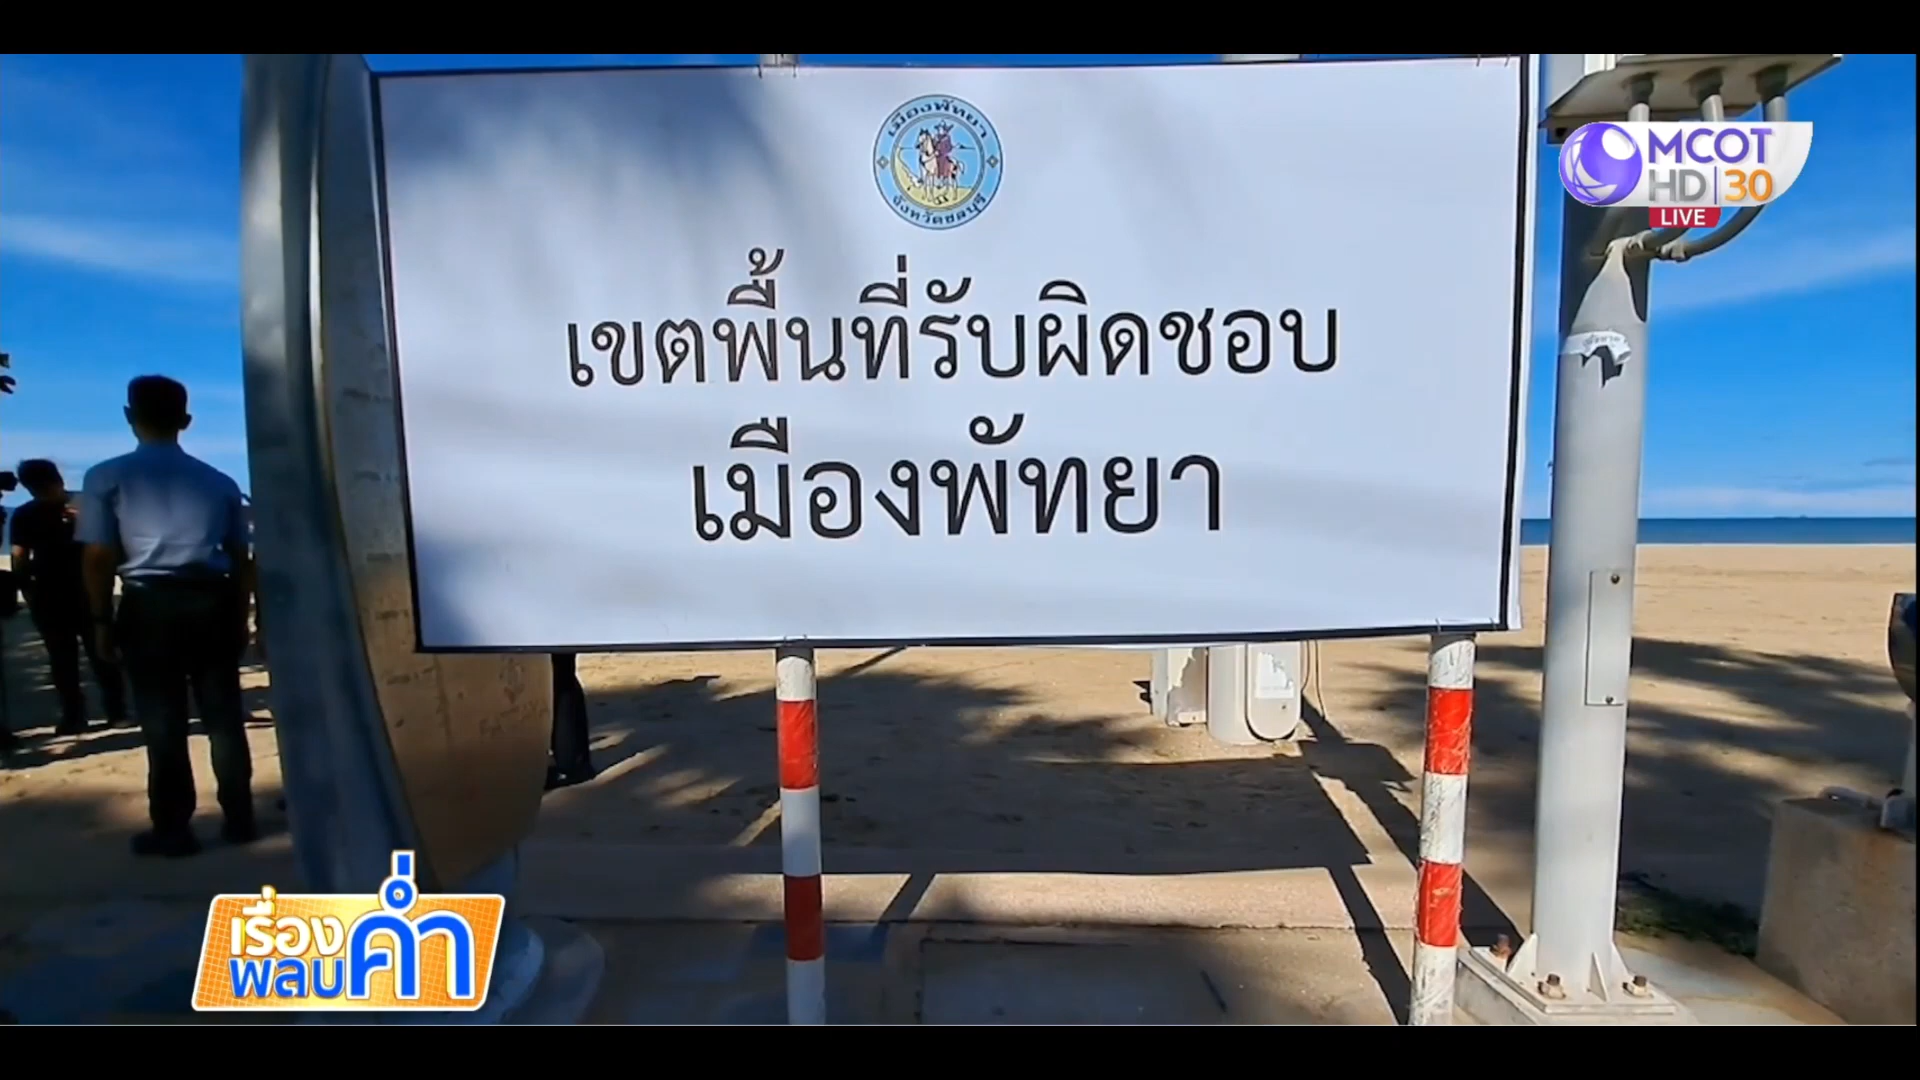 เมืองพัทยา
จังหวัดชลบุรี
เขตพื้นที่รับผิดชอบ
เมืองพัทยา
MCOT
HD 30
LIVE
เรื่อง
พลบ
ค่ำ